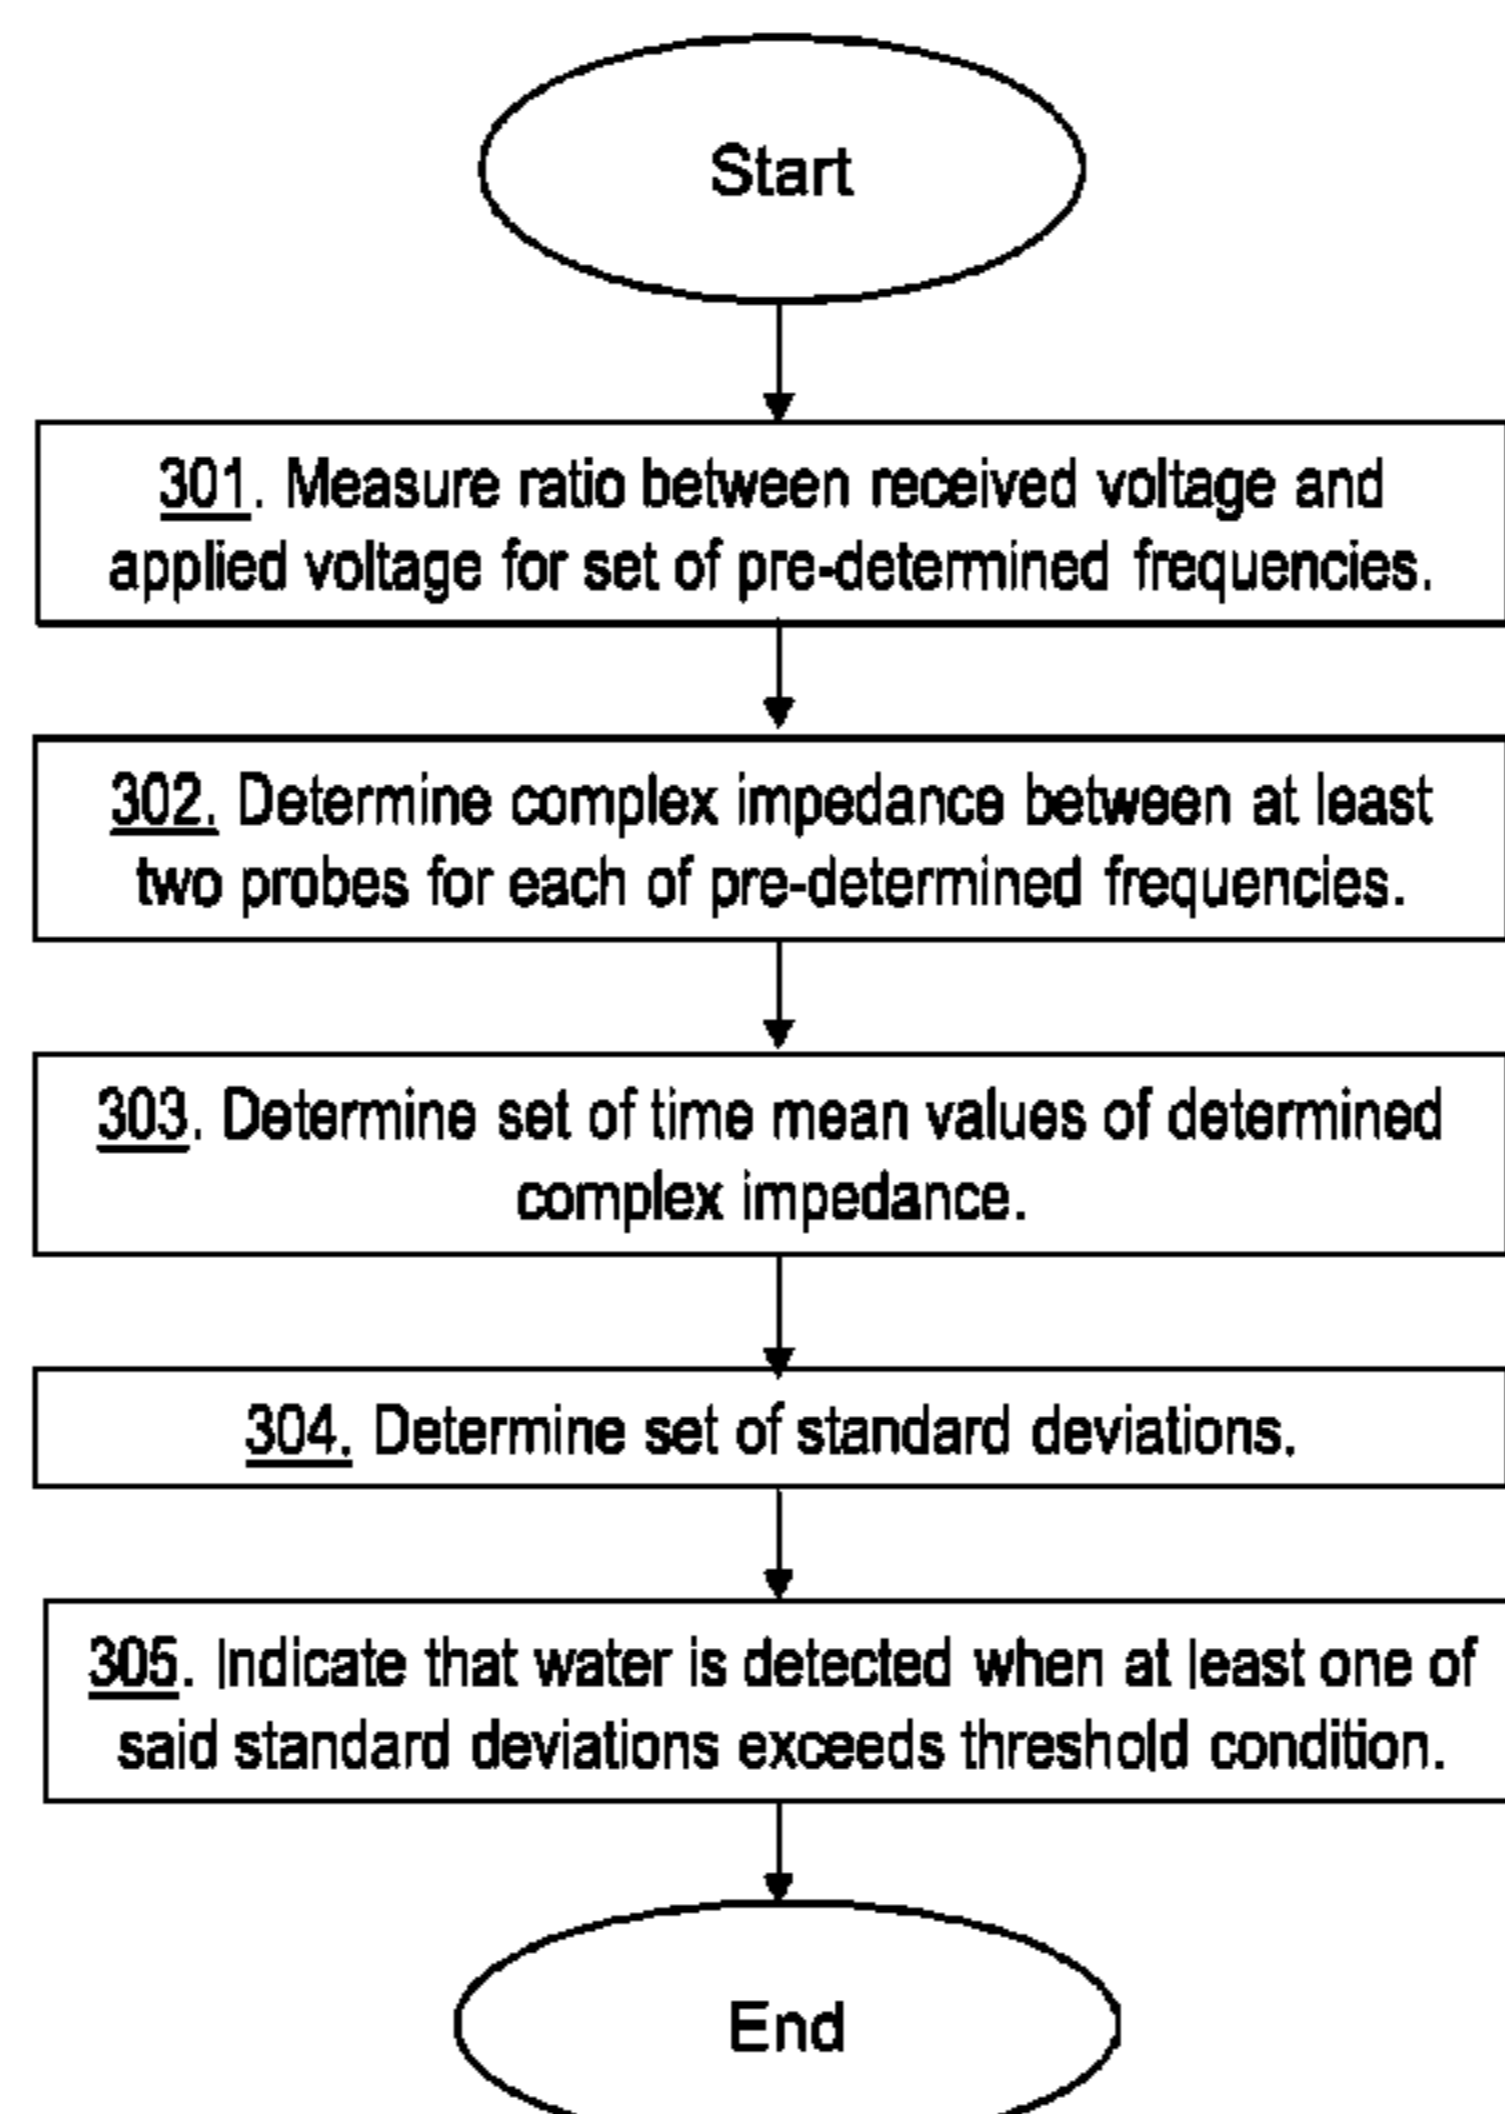 Start
301. Measure ratio between received voltage and
applied voltage for set of pre-determined frequencies.
302. Determine complex impedance between at least
two probes for each of pre-determined frequencies.
303. Determine set of time mean values of determined
complex impedance.
304. Determine set of standard deviations.
305. Indicate that water is detected when at least one of
said standard deviations exceeds threshold condition.
End